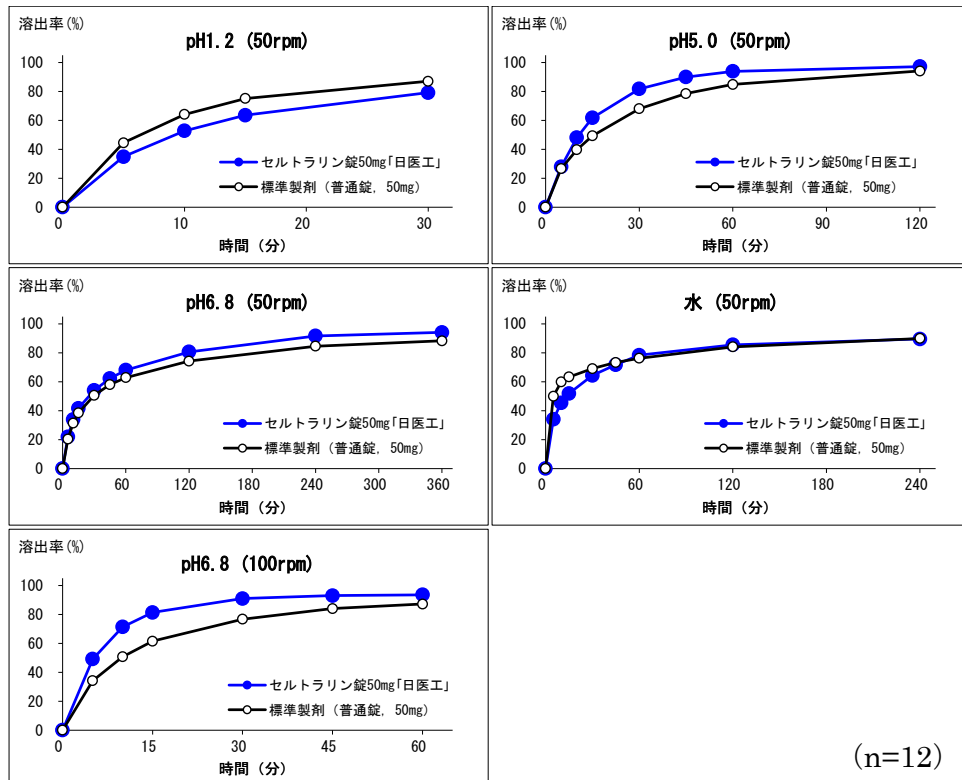 溶出率(%)
pH1.2 (50rpm)
100
80
60
40
20
0
セルトラリン錠50mg「日医工」
標準製剤（普通錠, 50mg）
0 10 20 30
時間（分）
溶出率(%)
pH5.0 (50rpm)
100
80
60
40
20
0
セルトラリン錠50mg「日医工」
標準製剤（普通錠, 50mg）
0 30 60 90 120
時間（分）
溶出率(%)
pH6.8 (50rpm)
100
80
60
40
20
0
セルトラリン錠50mg「日医工」
標準製剤（普通錠, 50mg）
0 60 120 180 240 300 360
時間（分）
溶出率(%)
水 (50rpm)
100
80
60
40
20
0
セルトラリン錠50mg「日医工」
標準製剤（普通錠, 50mg）
0 60 120 180 240
時間（分）
溶出率(%)
pH6.8 (100rpm)
100
80
60
40
20
0
セルトラリン錠50mg「日医工」
標準製剤（普通錠, 50mg）
0 15 30 45 60
時間（分）
(n=12)